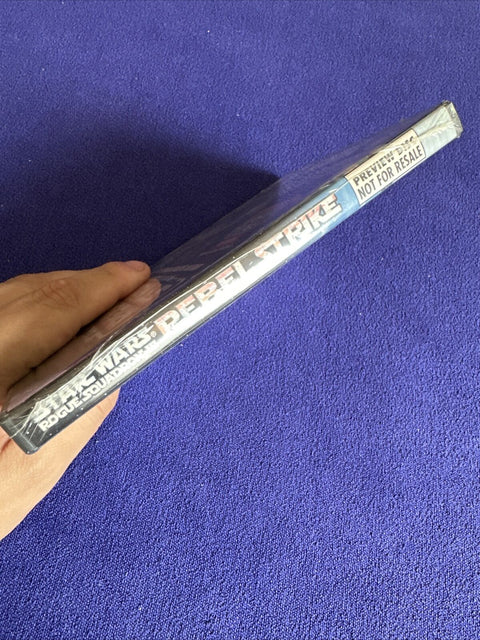 STAR WARS
ROGUE SQUADRON III
REBEL STRIKE
PREVIEW DISC
NOT FOR RESALE